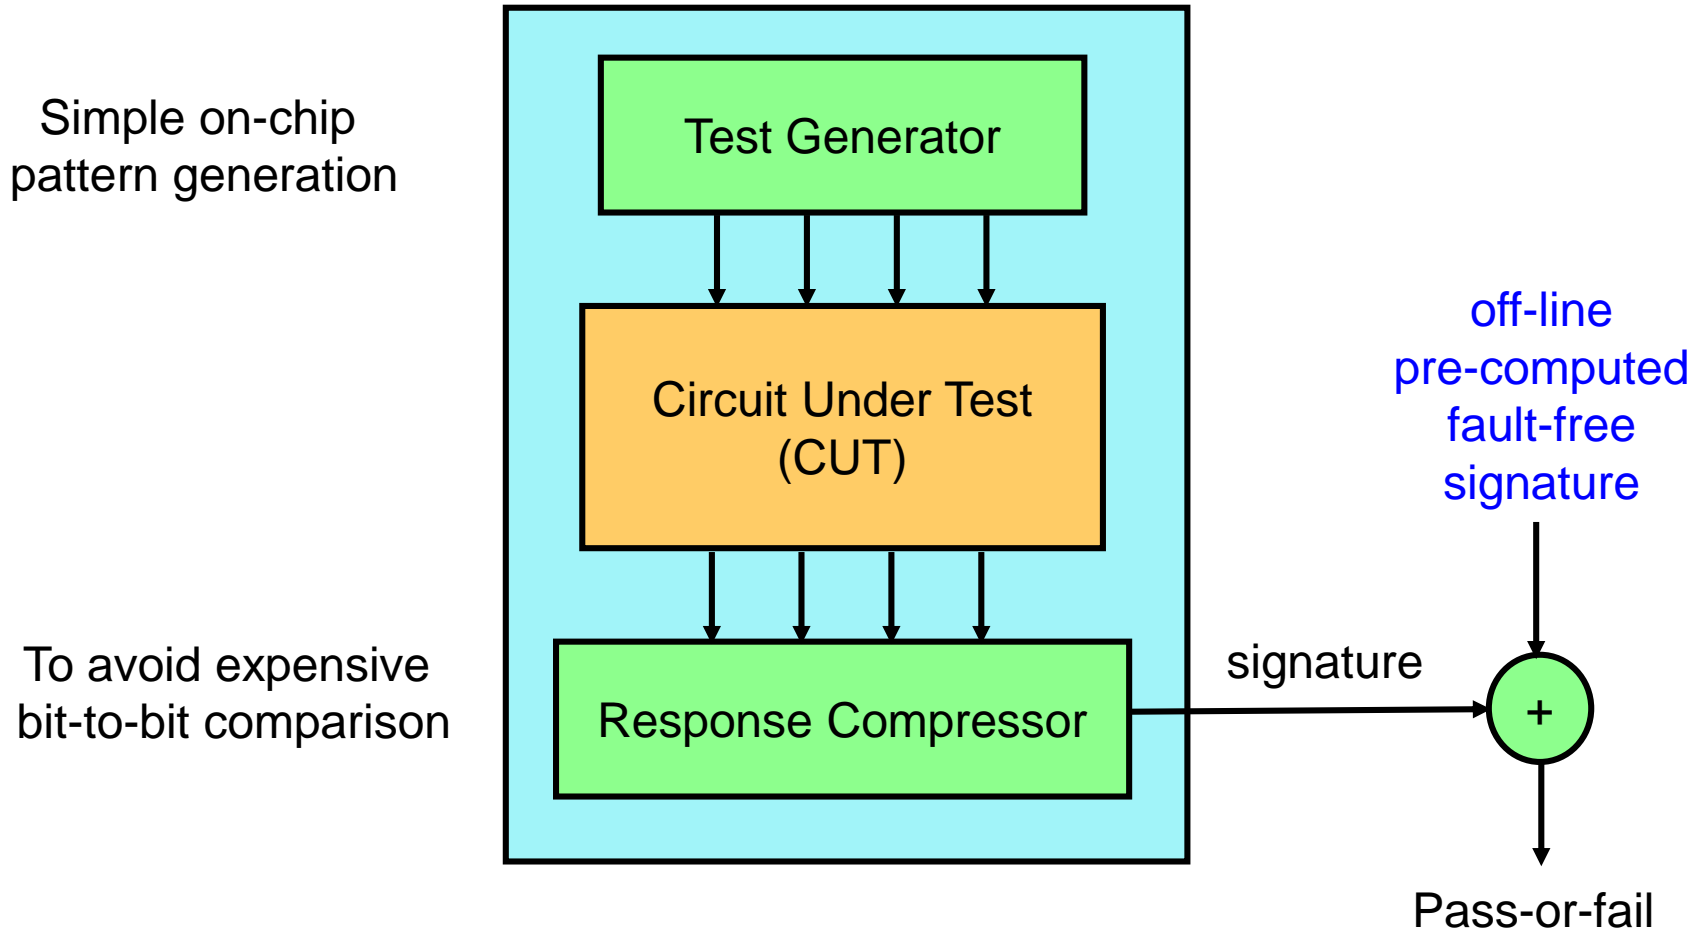 Simple on-chip
pattern generation
Test Generator
Circuit Under Test
(CUT)
off-line
pre-computed
fault-free
signature
To avoid expensive
bit-to-bit comparison
Response Compressor
signature
+
Pass-or-fail